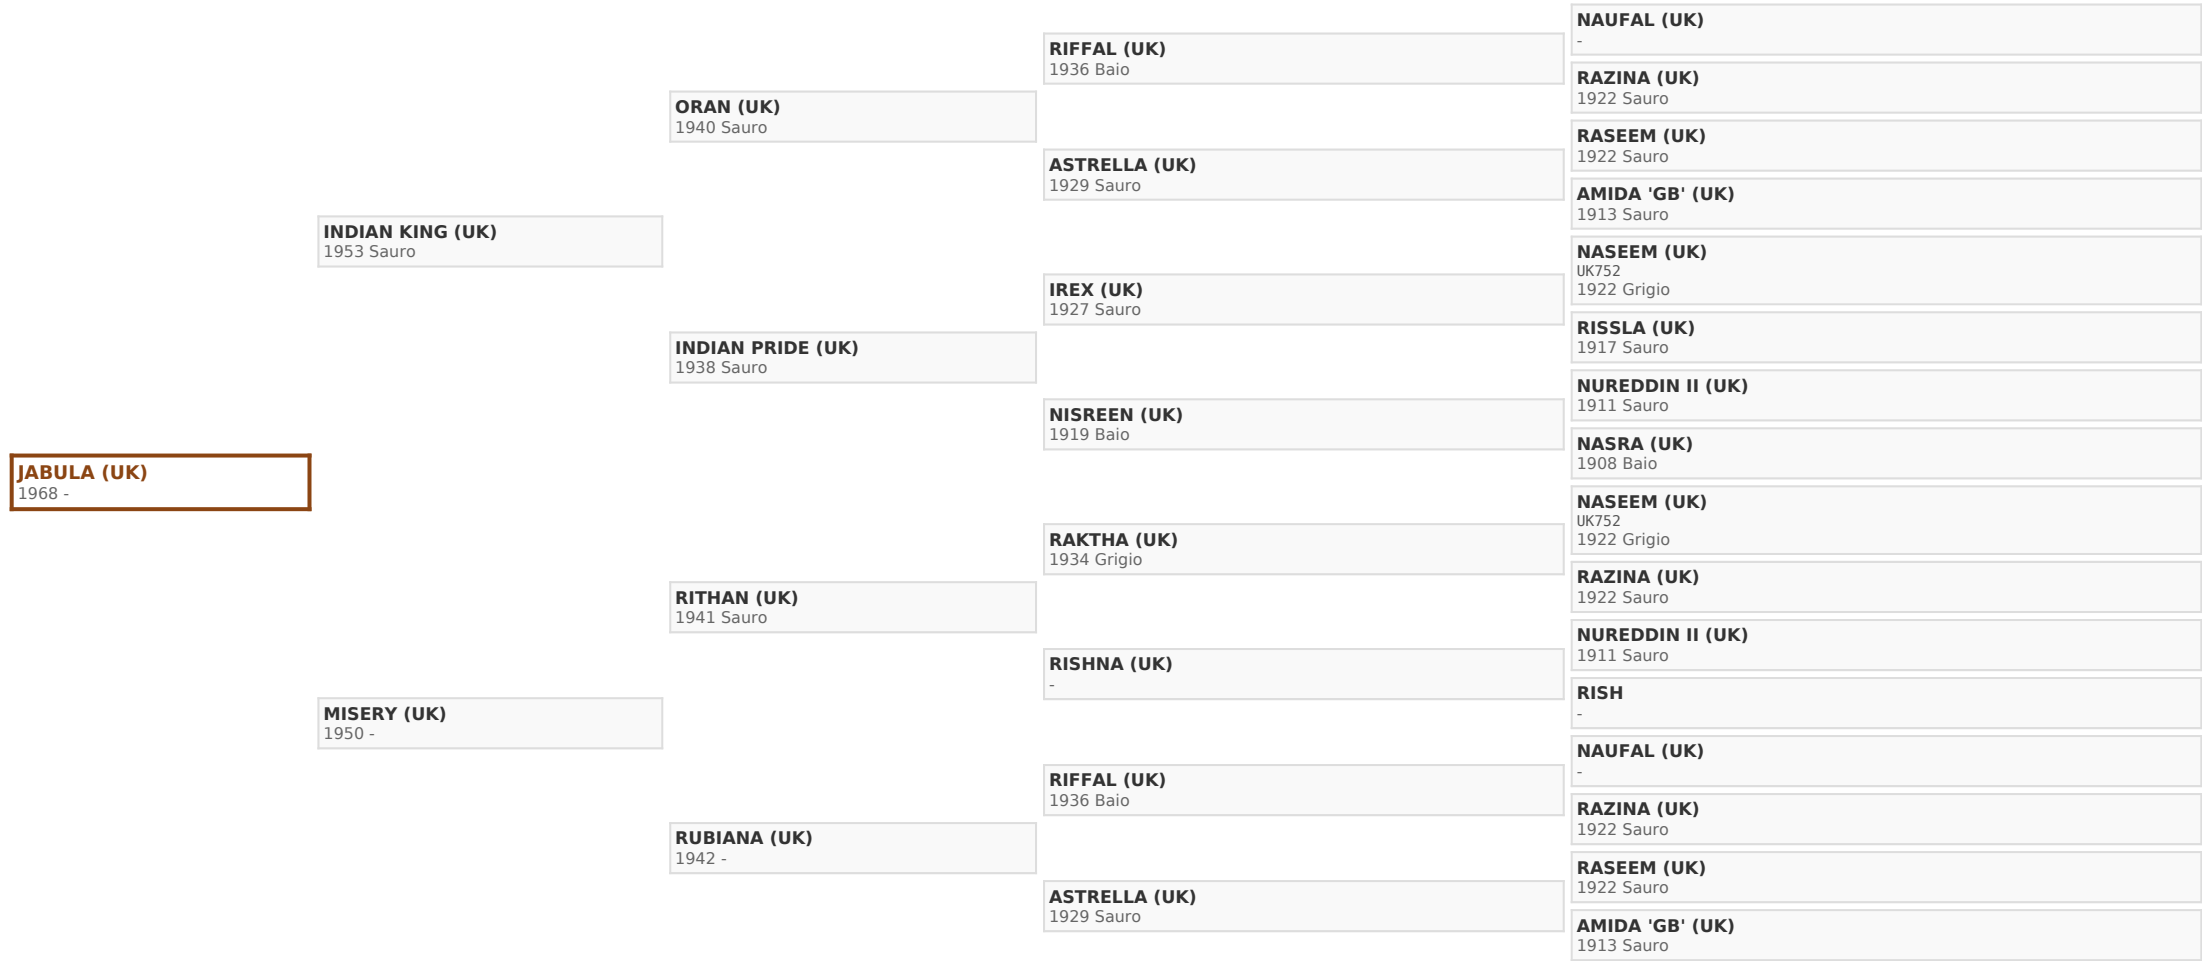 JABULA (UK)
1968 -
INDIAN KING (UK)
1953 Sauro
MISERY (UK)
1950 -
ORAN (UK)
1940 Sauro
INDIAN PRIDE (UK)
1938 Sauro
RITHAN (UK)
1941 Sauro
RUBIANA (UK)
1942 -
RIFFAL (UK)
1936 Baio
ASTRELLA (UK)
1929 Sauro
IREX (UK)
1927 Sauro
NISREEN (UK)
1919 Baio
RAKTHA (UK)
1934 Grigio
RISHNA (UK)
-
RIFFAL (UK)
1936 Baio
ASTRELLA (UK)
1929 Sauro
NAUFAL (UK)
-
RAZINA (UK)
1922 Sauro
RASEEM (UK)
1922 Sauro
AMIDA 'GB' (UK)
1913 Sauro
NASEEM (UK)
UK752
1922 Grigio
RISSLA (UK)
1917 Sauro
NUREDDIN II (UK)
1911 Sauro
NASRA (UK)
1908 Baio
NASEEM (UK)
UK752
1922 Grigio
RAZINA (UK)
1922 Sauro
NUREDDIN II (UK)
1911 Sauro
RISH
-
NAUFAL (UK)
-
RAZINA (UK)
1922 Sauro
RASEEM (UK)
1922 Sauro
AMIDA 'GB' (UK)
1913 Sauro